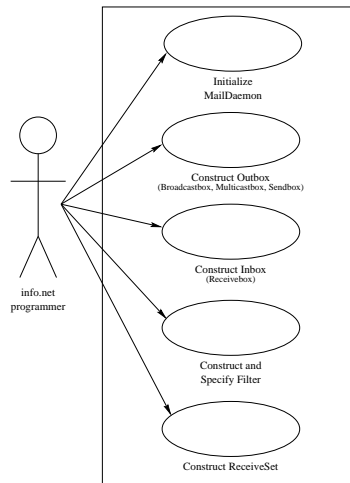 Initialize
MailDaemon
Construct Outbox
(Broadcastbox, Multicastbox, Sendbox)
Construct Inbox
(Receivebox)
info.net
programmer
Construct and
Specify Filter
Construct ReceiveSet